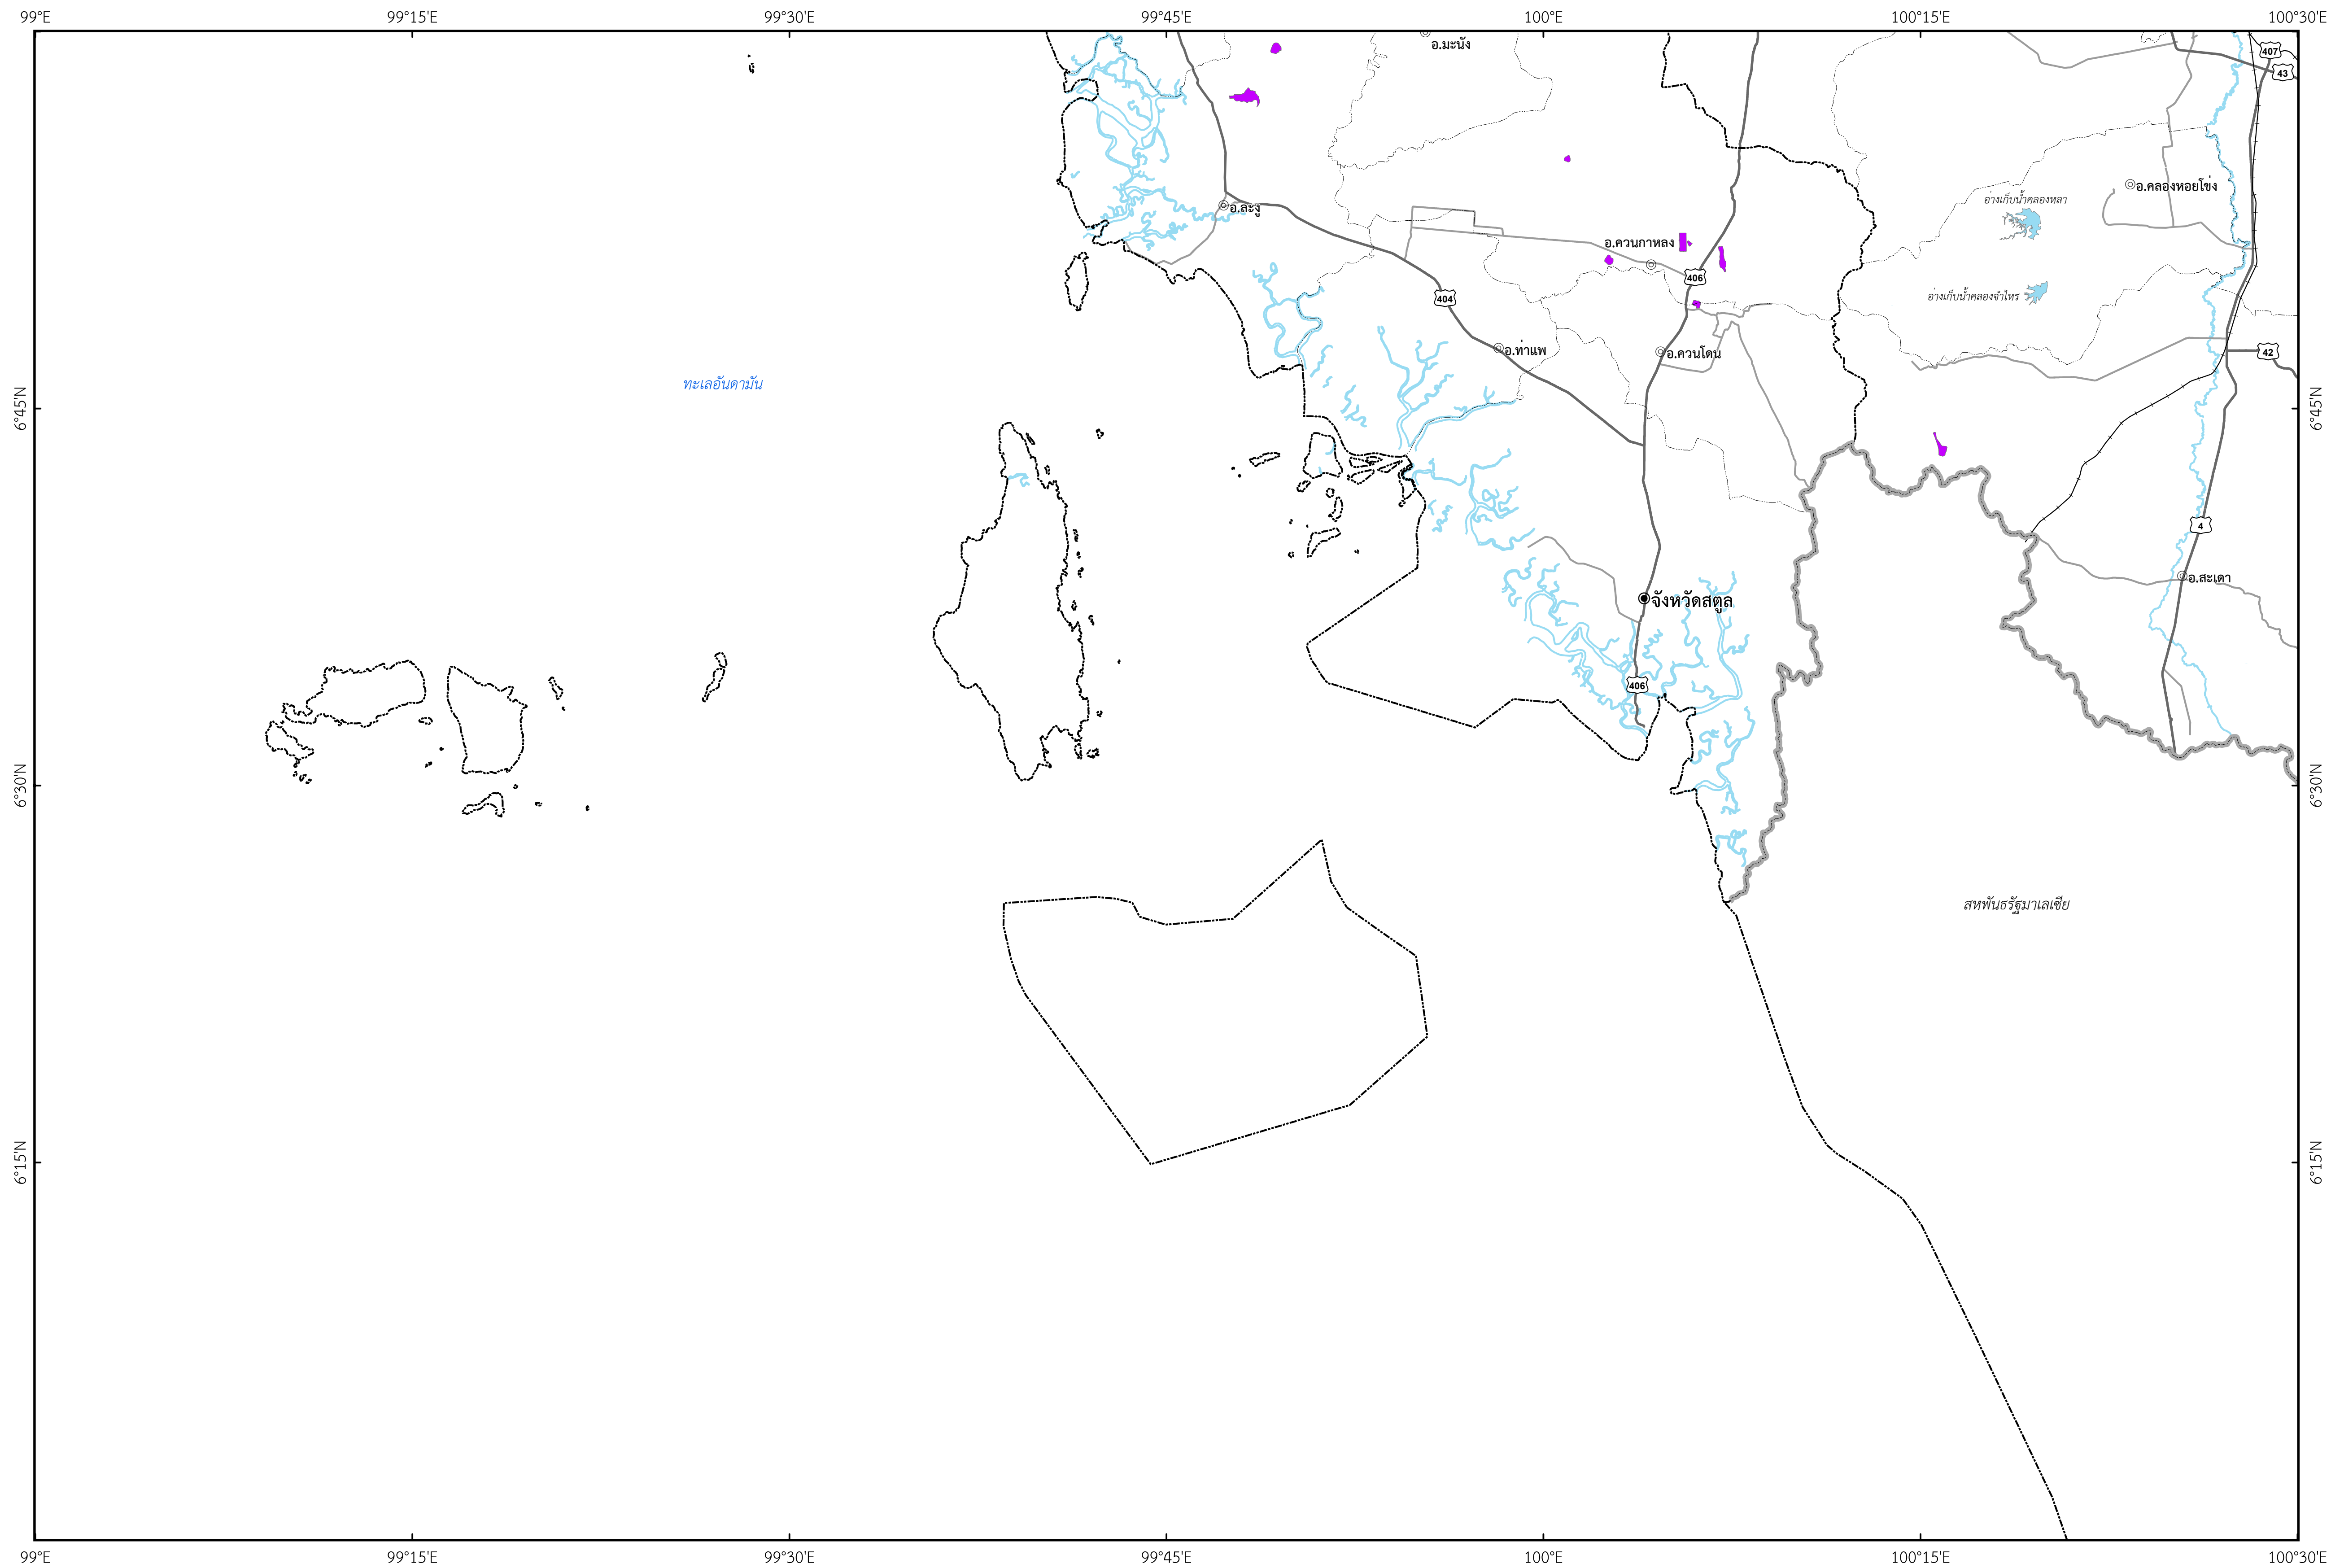 99°E 99°15'E 99°30'E 99°45'E 100°E 100°15'E 100°30'E
อ.มะนัง
407
43
อ.คลองหอยโข่ง
อ่างเก็บน้ำคลองหลา
อ.ละงู
อ.ควนกาหลง
406
404
อ่างเก็บน้ำคลองจำไหร
อ.ท่าแพ
อ.ควนโดน
42
ทะเลอันดามัน
6°45'N 6°45'N
4
อ.สะเดา
จังหวัดสตูล
406
6°30'N 6°30'N
สหพันธรัฐมาเลเซีย
6°15'N 6°15'N
99°E 99°15'E 99°30'E 99°45'E 100°E 100°15'E 100°30'E